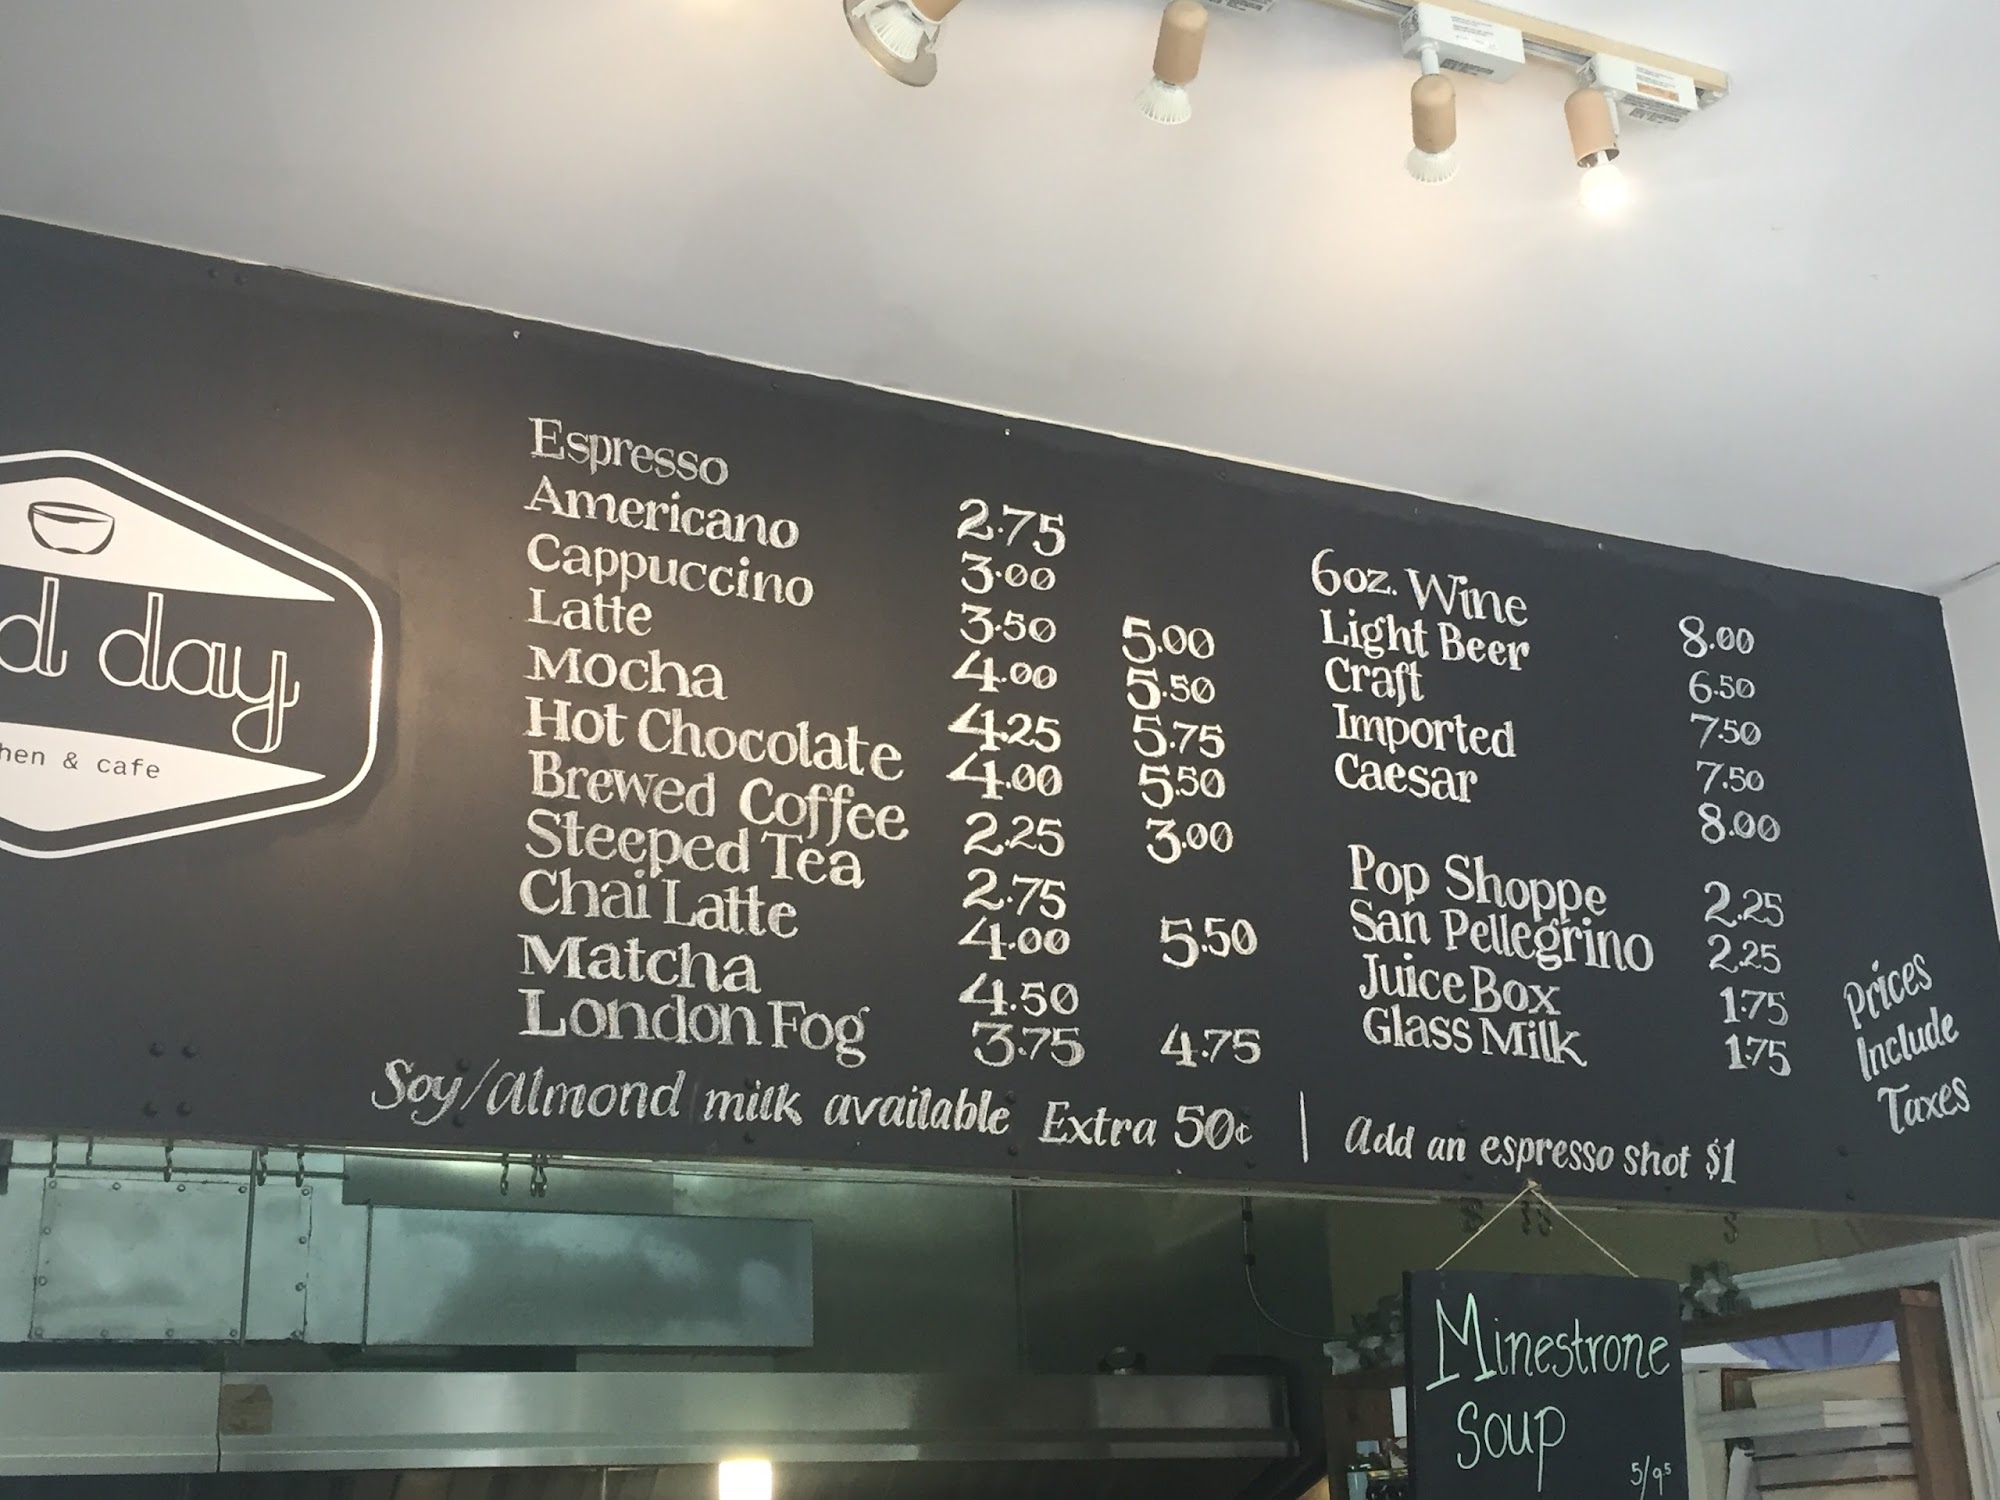 d day
hen & cafe
Espresso 2.75
Americano 3.00
Cappuccino 3.50 5.00
Latte 4.00 5.50
Mocha 4.25 5.75
Hot Chocolate 4.00 5.50
Brewed Coffee 2.25 3.00
Steeped Tea 2.75
Chai Latte 4.00 5.50
Matcha 4.50
London Fog 3.75 4.75
6oz. Wine 8.00
Light Beer 6.50
Craft 7.50
Imported 7.50
Caesar 8.00
Pop Shoppe 2.25
San Pellegrino 2.25
Juice Box 1.75
Glass Milk 1.75
Prices
Include
Taxes
Soy/Almond milk available Extra 50¢ | Add an espresso shot $1
Minestrone
Soup
5/9⁵